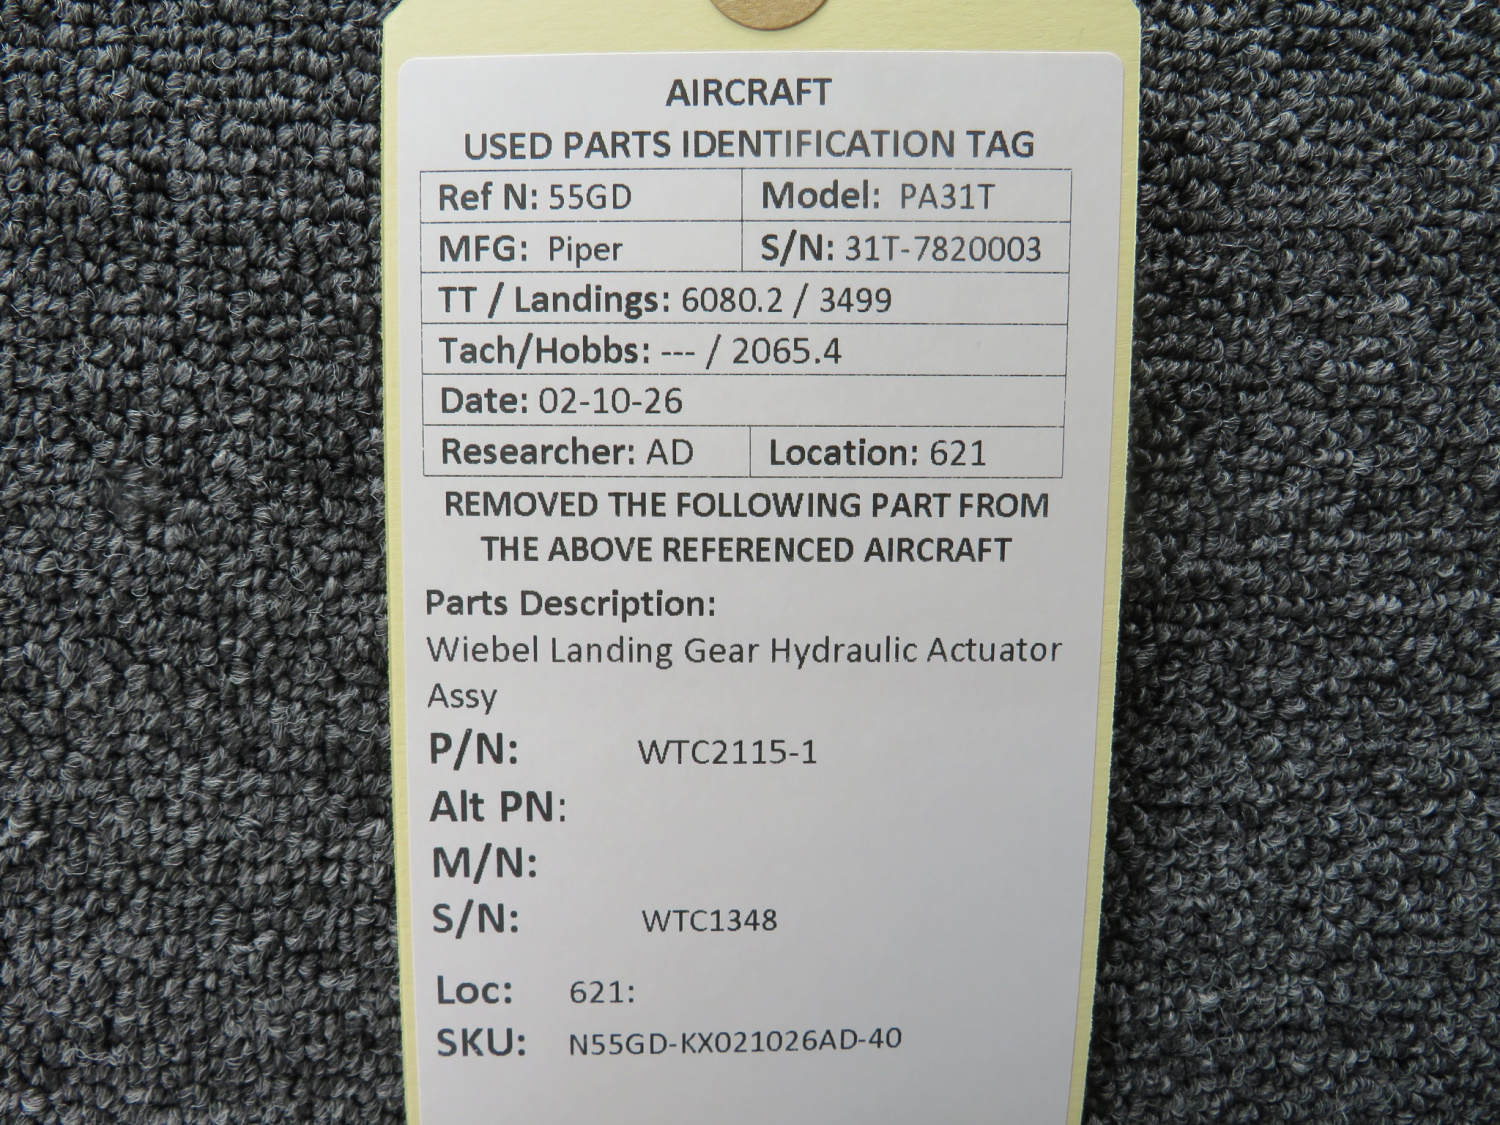 AIRCRAFT
USED PARTS IDENTIFICATION TAG
Ref N: 55GD Model: PA31T
MFG: Piper S/N: 31T-7820003
TT / Landings: 6080.2 / 3499
Tach/Hobbs: --- / 2065.4
Date: 02-10-26
Researcher: AD Location: 621
REMOVED THE FOLLOWING PART FROM
THE ABOVE REFERENCED AIRCRAFT
Parts Description:
Wiebel Landing Gear Hydraulic Actuator
Assy
P/N: WTC2115-1
Alt PN:
M/N:
S/N: WTC1348
Loc: 621:
SKU: N55GD-KX021026AD-40